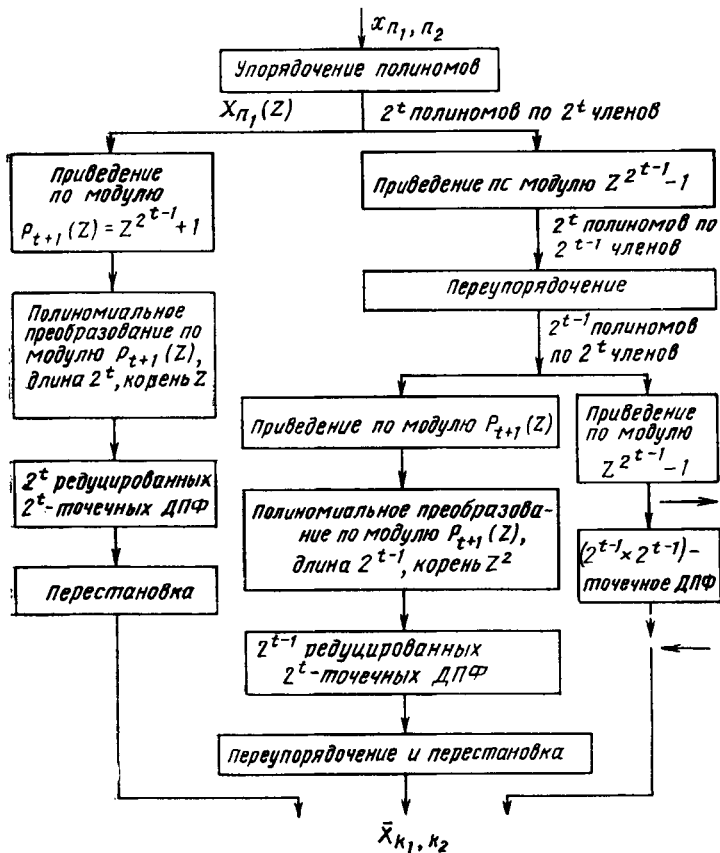 x_{п_1, п_2}
Упорядочение полиномов
X_{п_1}(Z)
2^t полиномов по 2^t членов
Приведение
по модулю
P_{t+1}(Z) = Z^{2^{t-1}}+1
Приведение пс модулю Z^{2^{t-1}}-1
2^t полиномов по
2^{t-1} членов
Переупорядочение
2^{t-1} полиномов
по 2^t членов
Полиномиальное
преобразование по
модулю P_{t+1}(Z),
длина 2^t, корень Z
Приведение по модулю P_{t+1}(Z)
Приведение
по модулю
Z^{2^{t-1}}-1
2^t редуцированных
2^t-точечных ДПФ
Полиномиальное преобразова-
ние по модулю P_{t+1}(Z),
длина 2^{t-1}, корень Z^2
(2^{t-1}×2^{t-1})-
точечное ДПФ
Перестановка
2^{t-1} редуцированных
2^t-точечных ДПФ
Переупорядочение и перестановка
X̄_{k_1, k_2}